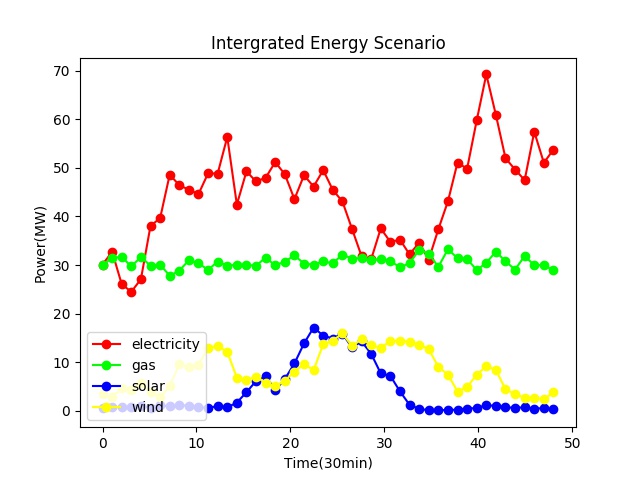 Intergrated Energy Scenario
Power(MW)
70
60
50
40
30
20
10
0
electricity
gas
solar
wind
0 10 20 30 40 50
Time(30min)